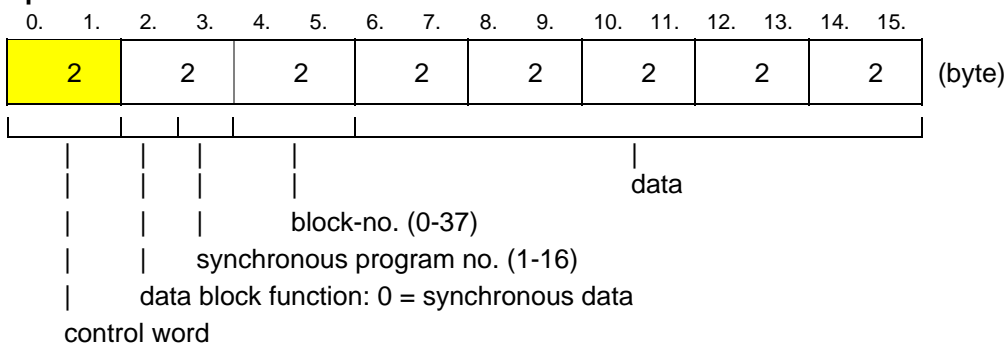 0. 1. 2. 3. 4. 5. 6. 7. 8. 9. 10. 11. 12. 13. 14. 15.
2 2 2 2 2 2 2 2 (byte)
data
block-no. (0-37)
synchronous program no. (1-16)
data block function: 0 = synchronous data
control word